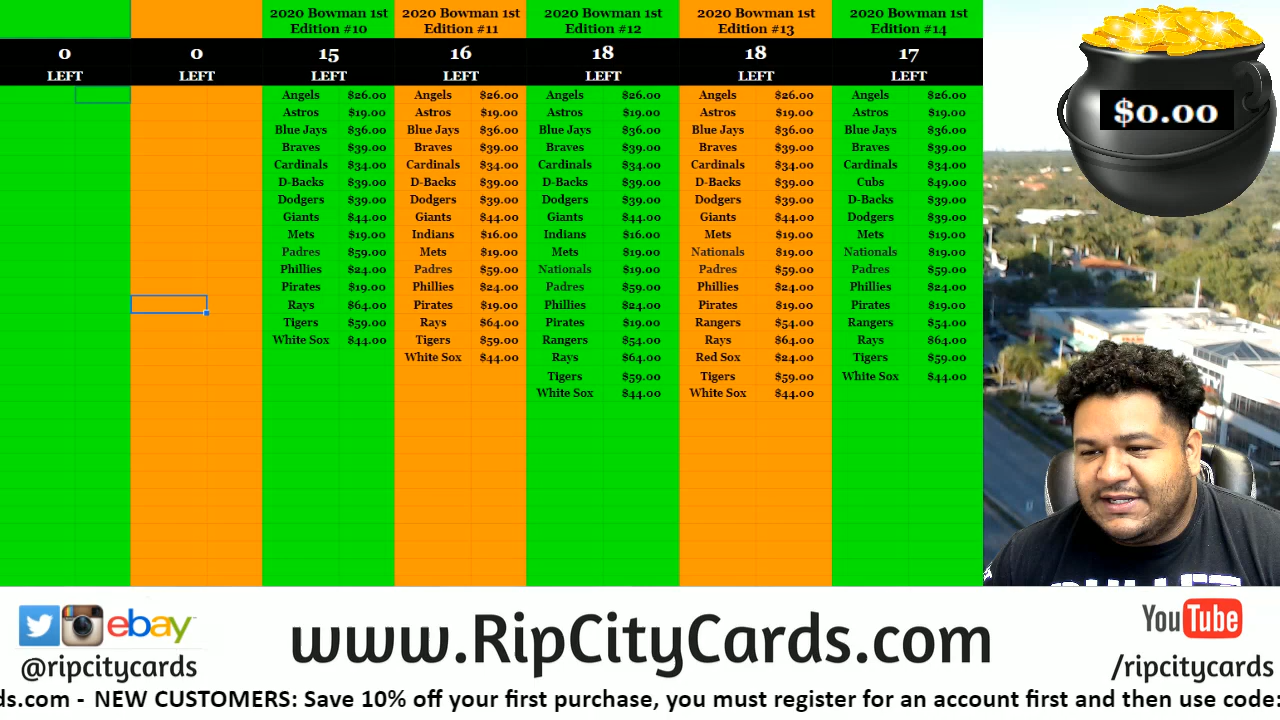 2020 Bowman 1st Edition #10
2020 Bowman 1st Edition #11
2020 Bowman 1st Edition #12
2020 Bowman 1st Edition #13
2020 Bowman 1st Edition #14
0 0 15 16 18 18 17
LEFT LEFT LEFT LEFT LEFT LEFT LEFT
Angels $26.00 Angels $26.00 Angels $26.00 Angels $26.00 Angels $26.00
Astros $19.00 Astros $19.00 Astros $19.00 Astros $19.00 Astros $19.00
Blue Jays $36.00 Blue Jays $36.00 Blue Jays $36.00 Blue Jays $36.00 Blue Jays $36.00
Braves $39.00 Braves $39.00 Braves $39.00 Braves $39.00 Braves $39.00
Cardinals $34.00 Cardinals $34.00 Cardinals $34.00 Cardinals $34.00 Cardinals $34.00
D-Backs $39.00 D-Backs $39.00 D-Backs $39.00 D-Backs $39.00 Cubs $49.00
Dodgers $39.00 Dodgers $39.00 Dodgers $39.00 Dodgers $39.00 D-Backs $39.00
Giants $44.00 Giants $44.00 Giants $44.00 Giants $44.00 Dodgers $39.00
Mets $19.00 Indians $16.00 Indians $16.00 Mets $19.00 Mets $19.00
Padres $59.00 Mets $19.00 Mets $19.00 Nationals $19.00 Nationals $19.00
Phillies $24.00 Padres $59.00 Nationals $19.00 Padres $59.00 Padres $59.00
Pirates $19.00 Phillies $24.00 Padres $59.00 Phillies $24.00 Phillies $24.00
Rays $64.00 Pirates $19.00 Phillies $24.00 Pirates $19.00 Pirates $19.00
Tigers $59.00 Rays $64.00 Pirates $19.00 Rangers $54.00 Rangers $54.00
White Sox $44.00 Tigers $59.00 Rangers $54.00 Rays $64.00 Rays $64.00
White Sox $44.00 Rays $64.00 Red Sox $24.00 Tigers $59.00
Tigers $59.00 Tigers $59.00 White Sox $44.00
White Sox $44.00 White Sox $44.00
$0.00
ebay
@ripcitycards
www.RipCityCards.com
YouTube
/ripcitycards
ds.com - NEW CUSTOMERS: Save 10% off your first purchase, you must register for an account first and then use code: